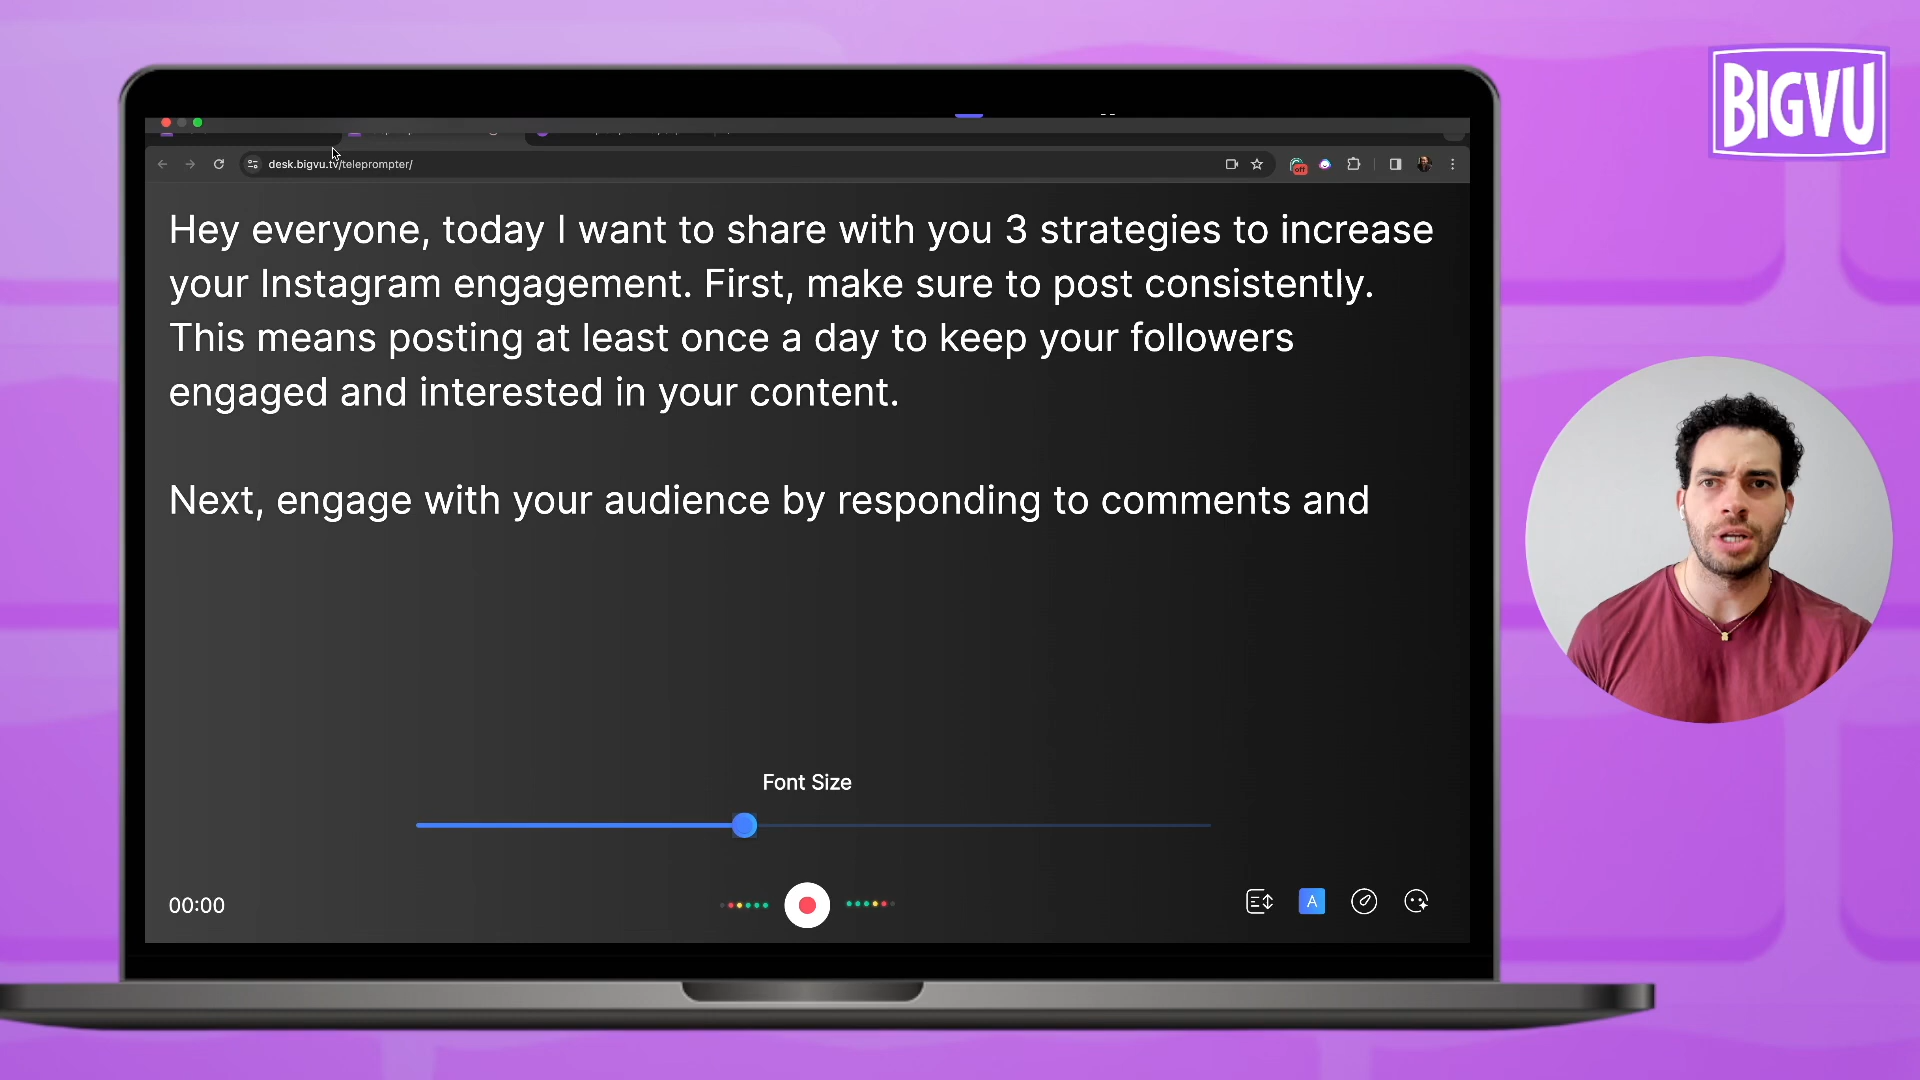 BIGVU
desk.bigvu.tv/teleprompter/
off
Hey everyone, today I want to share with you 3 strategies to increase
your Instagram engagement. First, make sure to post consistently.
This means posting at least once a day to keep your followers
engaged and interested in your content.
Next, engage with your audience by responding to comments and
Font Size
00:00
A